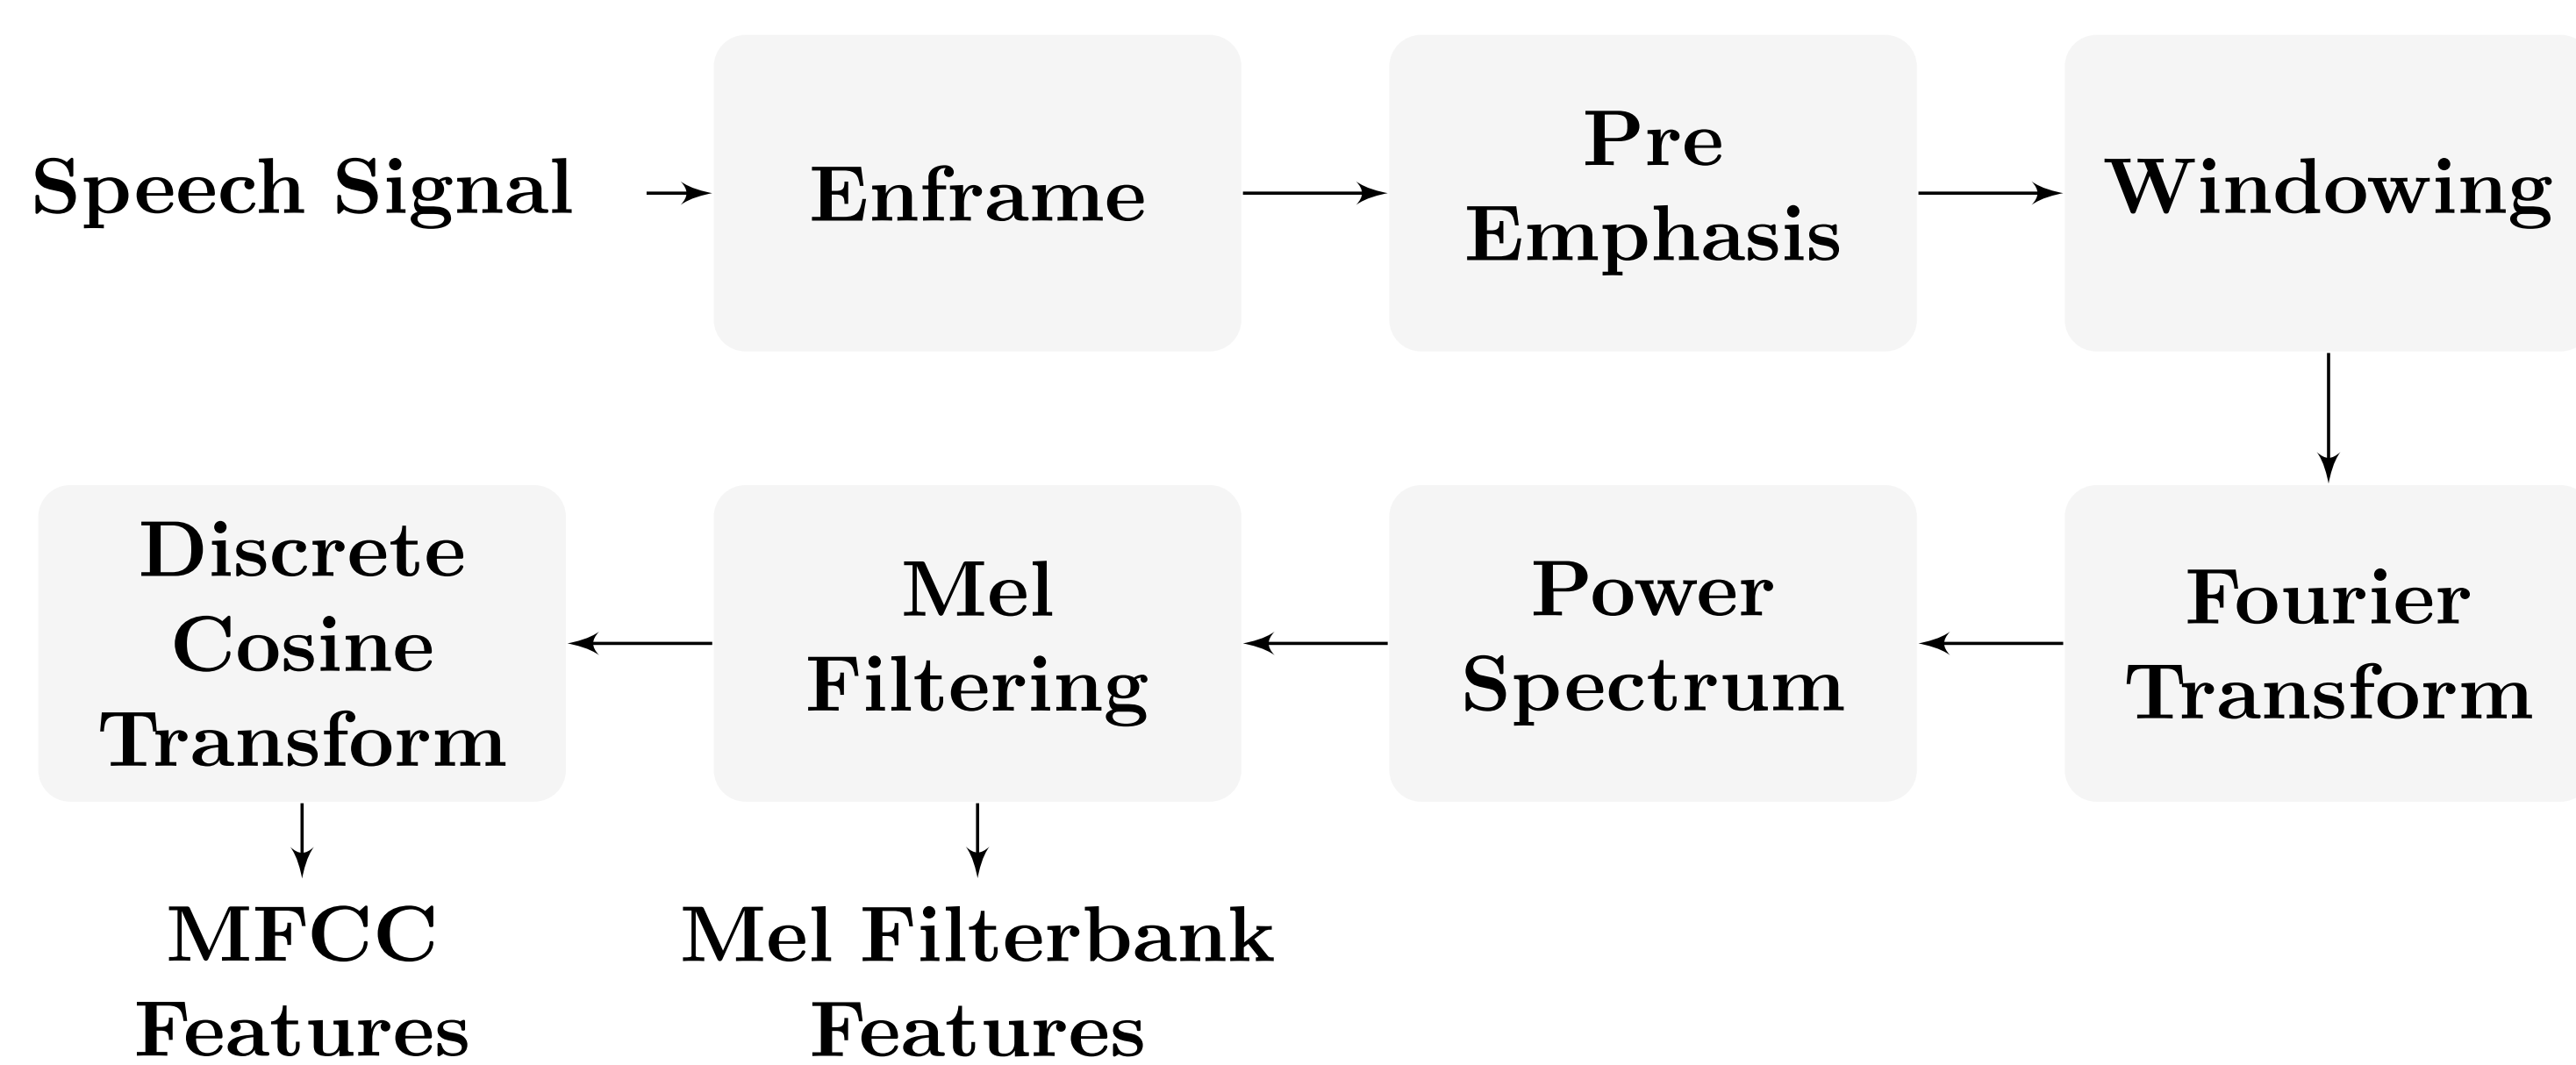 Speech Signal
Enframe
Pre
Emphasis
Windowing
Discrete
Cosine
Transform
Mel
Filtering
Power
Spectrum
Fourier
Transform
MFCC
Features
Mel Filterbank
Features